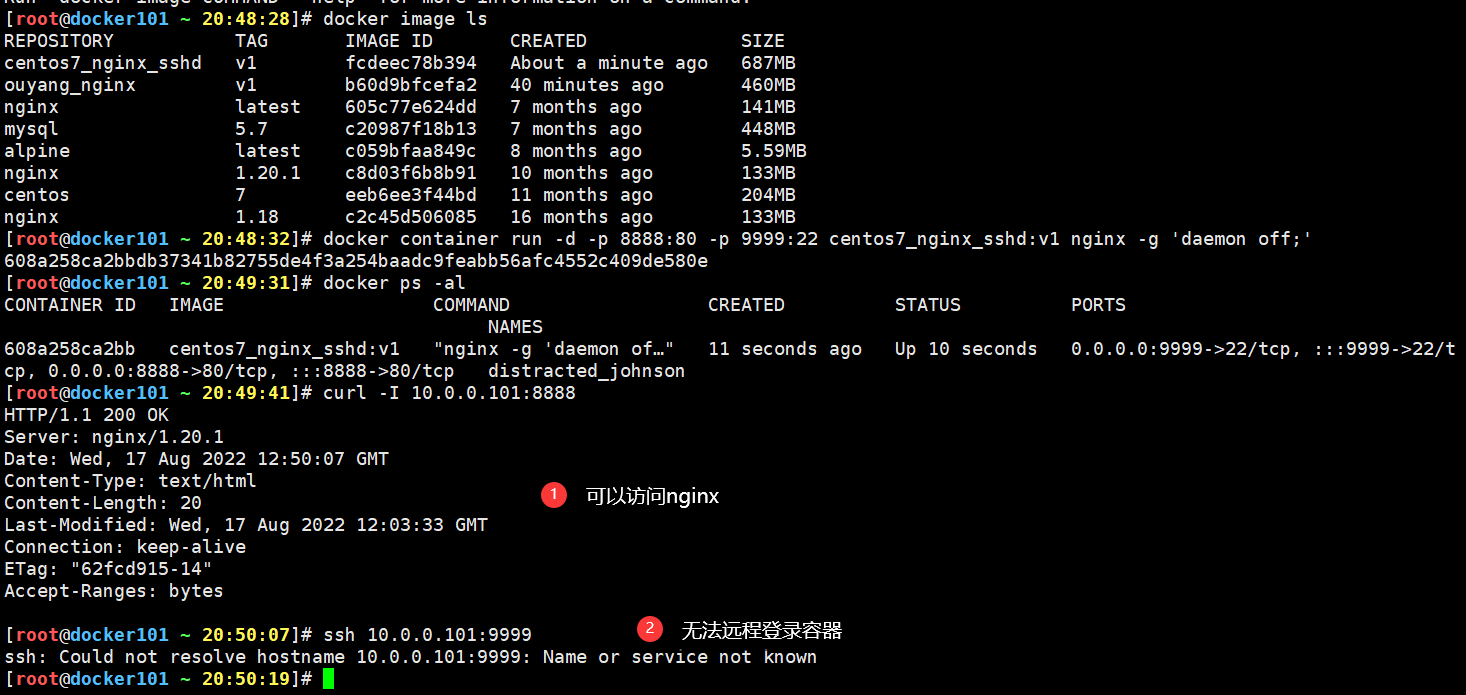 [root@docker101 ~ 20:48:28]# docker image ls
REPOSITORY TAG IMAGE ID CREATED SIZE
centos7_nginx_sshd v1 fcdeec78b394 About a minute ago 687MB
ouyang_nginx v1 b60d9bfcefa2 40 minutes ago 460MB
nginx latest 605c77e624dd 7 months ago 141MB
mysql 5.7 c20987f18b13 7 months ago 448MB
alpine latest c059bfaa849c 8 months ago 5.59MB
nginx 1.20.1 c8d03f6b8b91 10 months ago 133MB
centos 7 eeb6ee3f44bd 11 months ago 204MB
nginx 1.18 c2c45d506085 16 months ago 133MB
[root@docker101 ~ 20:48:32]# docker container run -d -p 8888:80 -p 9999:22 centos7_nginx_sshd:v1 nginx -g 'daemon off;'
608a258ca2bbdb37341b82755de4f3a254baadc9feabb56afc4552c409de580e
[root@docker101 ~ 20:49:31]# docker ps -al
CONTAINER ID IMAGE COMMAND CREATED STATUS PORTS
NAMES
608a258ca2bb centos7_nginx_sshd:v1 "nginx -g 'daemon of…" 11 seconds ago Up 10 seconds 0.0.0.0:9999->22/tcp, :::9999->22/t
cp, 0.0.0.0:8888->80/tcp, :::8888->80/tcp distracted_johnson
[root@docker101 ~ 20:49:41]# curl -I 10.0.0.101:8888
HTTP/1.1 200 OK
Server: nginx/1.20.1
Date: Wed, 17 Aug 2022 12:50:07 GMT
Content-Type: text/html
Content-Length: 20
1 可以访问nginx
Last-Modified: Wed, 17 Aug 2022 12:03:33 GMT
Connection: keep-alive
ETag: "62fcd915-14"
Accept-Ranges: bytes
[root@docker101 ~ 20:50:07]# ssh 10.0.0.101:9999 2 无法远程登录容器
ssh: Could not resolve hostname 10.0.0.101:9999: Name or service not known
[root@docker101 ~ 20:50:19]#